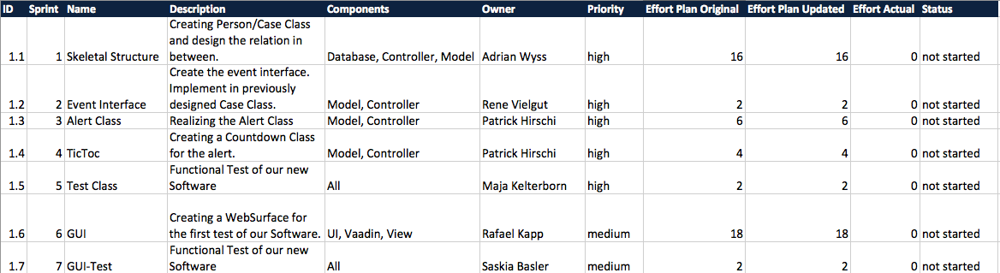 ID Sprint Name Description Components Owner Priority Effort Plan Original Effort Plan Updated Effort Actual Status
Creating Person/Case Class
and design the relation in
1.1 1 Skeletal Structure between. Database, Controller, Model Adrian Wyss high 16 16 0 not started
Create the event interface.
Implement in previously
1.2 2 Event Interface designed Case Class. Model, Controller Rene Vielgut high 2 2 0 not started
1.3 3 Alert Class Realizing the Alert Class Model, Controller Patrick Hirschi high 6 6 0 not started
Creating a Countdown Class
1.4 4 TicToc for the alert. Model, Controller Patrick Hirschi high 4 4 0 not started
Functional Test of our new
1.5 5 Test Class Software All Maja Kelterborn high 2 2 0 not started
Creating a WebSurface for
1.6 6 GUI the first test of our Software. UI, Vaadin, View Rafael Kapp medium 18 18 0 not started
Functional Test of our new
1.7 7 GUI-Test Software All Saskia Basler medium 2 2 0 not started